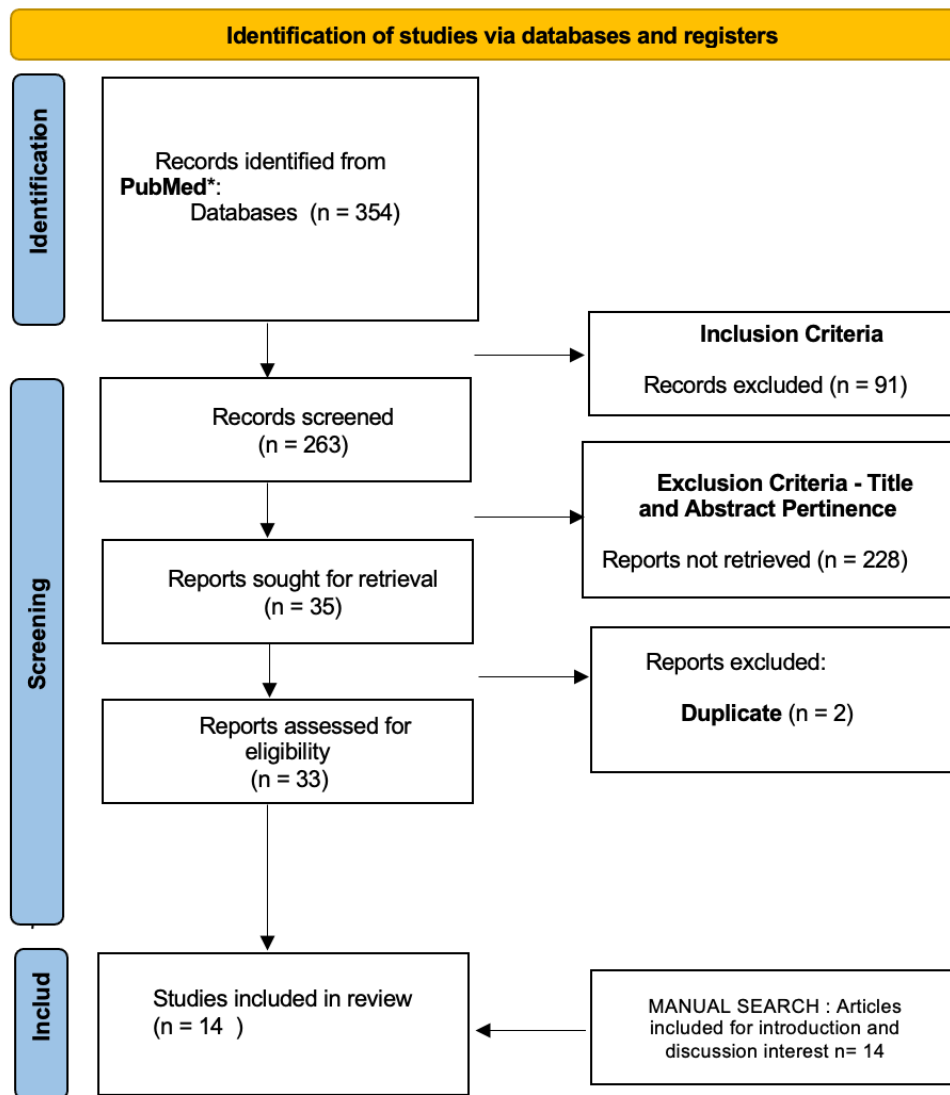 Identification of studies via databases and registers
Identification
Records identified from
PubMed*:
Databases (n = 354)
Inclusion Criteria
Records excluded (n = 91)
Screening
Records screened
(n = 263)
Exclusion Criteria - Title
and Abstract Pertinence
Reports not retrieved (n = 228)
Reports sought for retrieval
(n = 35)
Reports excluded:
Duplicate (n = 2)
Reports assessed for
eligibility
(n = 33)
Includ
Studies included in review
(n = 14 )
MANUAL SEARCH : Articles
included for introduction and
discussion interest n= 14